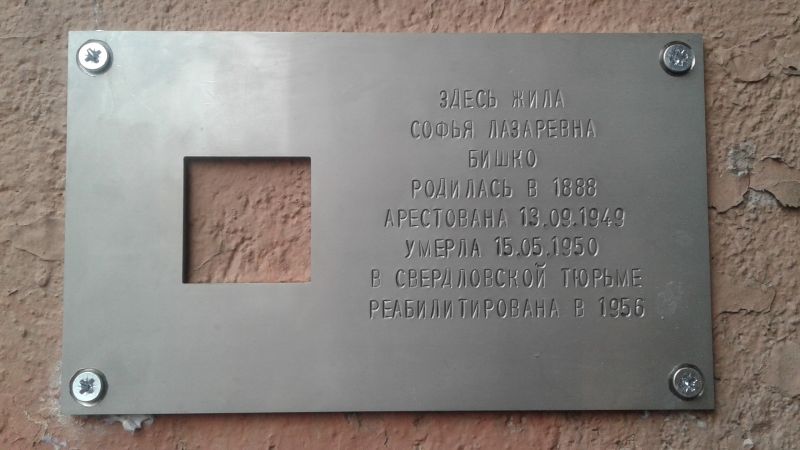 ЗДЕСЬ ЖИЛА
СОФЬЯ ЛАЗАРЕВНА
БИШКО
РОДИЛАСЬ В 1888
АРЕСТОВАНА 13.09.1949
УМЕРЛА 15.05.1950
В СВЕРДЛОВСКОЙ ТЮРЬМЕ
РЕАБИЛИТИРОВАНА В 1956